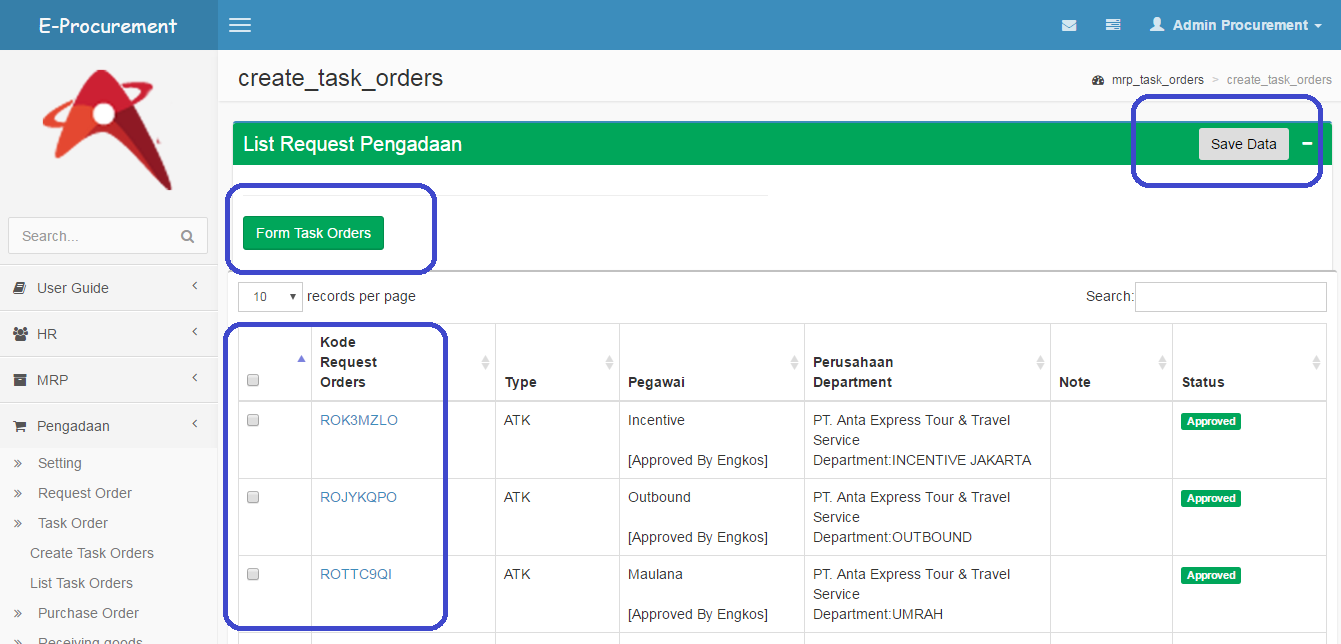 E-Procurement
Admin Procurement
create_task_orders
mrp_task_orders > create_task_orders
List Request Pengadaan
Save Data
Form Task Orders
Search...
User Guide
HR
MRP
Pengadaan
Setting
Request Order
Task Order
Create Task Orders
List Task Orders
Purchase Order
Receiving goods
10 records per page
Search:
Kode
Request
Orders
Type
Pegawai
Perusahaan
Department
Note
Status
ROK3MZLO
ATK
Incentive
[Approved By Engkos]
PT. Anta Express Tour & Travel
Service
Department:INCENTIVE JAKARTA
Approved
ROJYKQPO
ATK
Outbound
[Approved By Engkos]
PT. Anta Express Tour & Travel
Service
Department:OUTBOUND
Approved
ROTTC9QI
ATK
Maulana
[Approved By Engkos]
PT. Anta Express Tour & Travel
Service
Department:UMRAH
Approved